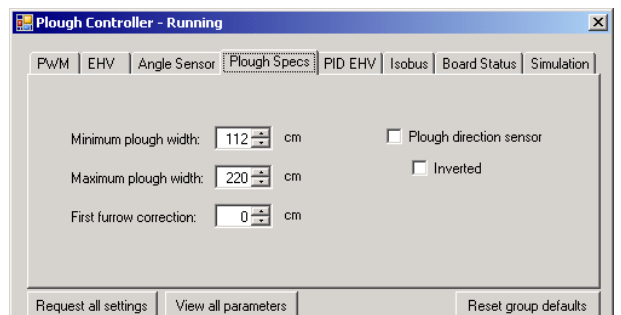 Plough Controller - Running
PWM EHV Angle Sensor Plough Specs PID EHV Isobus Board Status Simulation
Minimum plough width: 112 cm Plough direction sensor
Inverted
Maximum plough width: 220 cm
First furrow correction: 0 cm
Request all settings View all parameters Reset group defaults